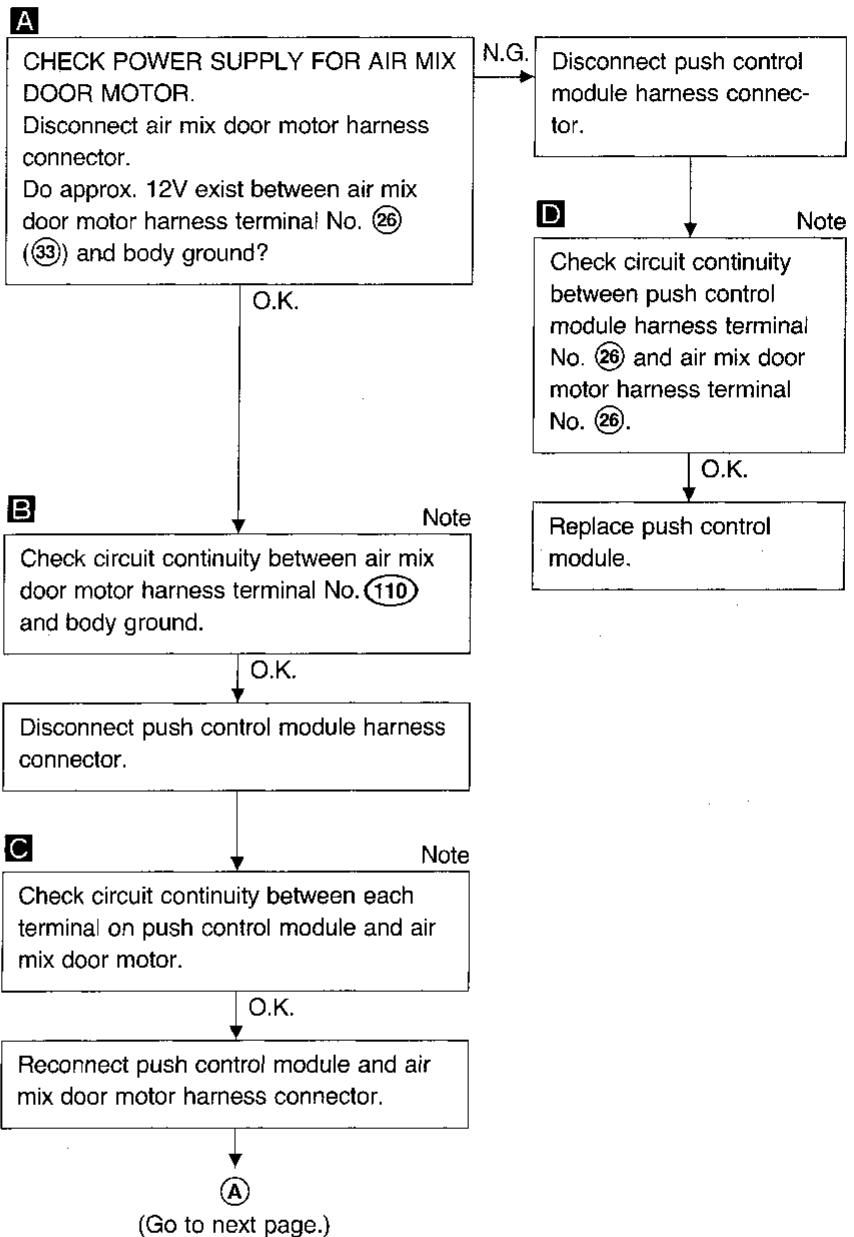 A
CHECK POWER SUPPLY FOR AIR MIX
DOOR MOTOR.
Disconnect air mix door motor harness
connector.
Do approx. 12V exist between air mix
door motor harness terminal No. 26
(33) and body ground?
N.G.
Disconnect push control
module harness connec-
tor.
D
Note
Check circuit continuity
between push control
module harness terminal
No. 26 and air mix door
motor harness terminal
No. 26.
O.K.
Replace push control
module.
O.K.
B
Note
Check circuit continuity between air mix
door motor harness terminal No. 110
and body ground.
O.K.
Disconnect push control module harness
connector.
C
Note
Check circuit continuity between each
terminal on push control module and air
mix door motor.
O.K.
Reconnect push control module and air
mix door motor harness connector.
A
(Go to next page.)